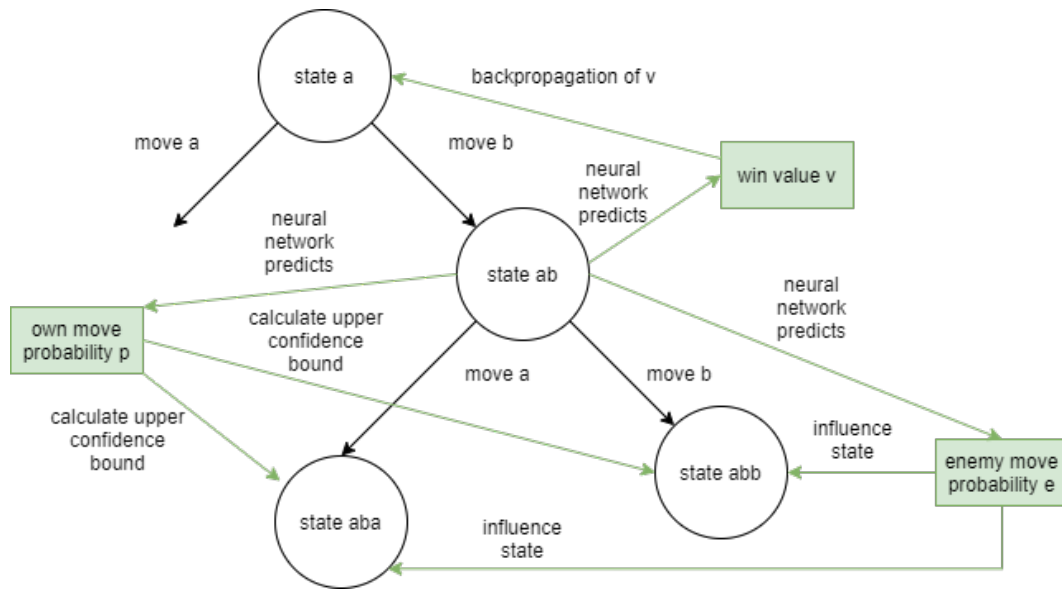 state a
backpropagation of v
move a
move b
neural
network
predicts
win value v
neural
network
predicts
state ab
neural
network
predicts
own move
probability p
calculate upper
confidence
bound
move a
move b
calculate upper
confidence
bound
influence
state
enemy move
probability e
state abb
state aba
influence
state